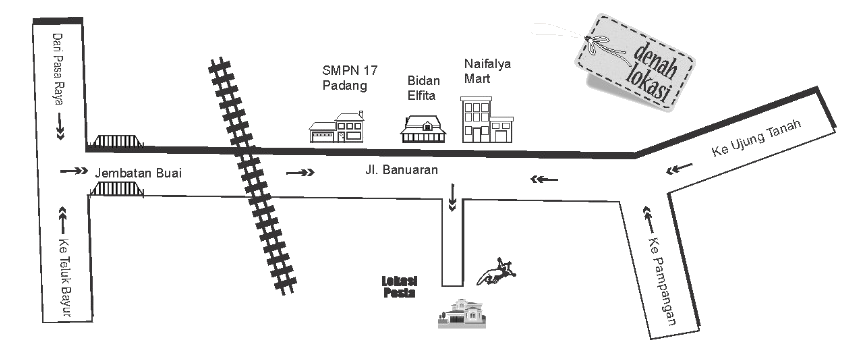 Dari Pasa Raya
SMPN 17
Padang
Bidan
Elfita
Naifalya
Mart
denah
lokasi
Ke Ujung Tanah
Jembatan Buai
Jl. Banuaran
Ke Teluk Bayur
Ke Pampangan
Lokasi
Pesta